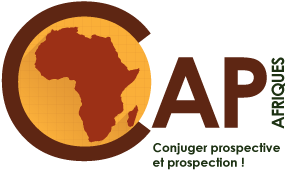 CAP
AFRIQUES
Conjuger prospective
et prospection !